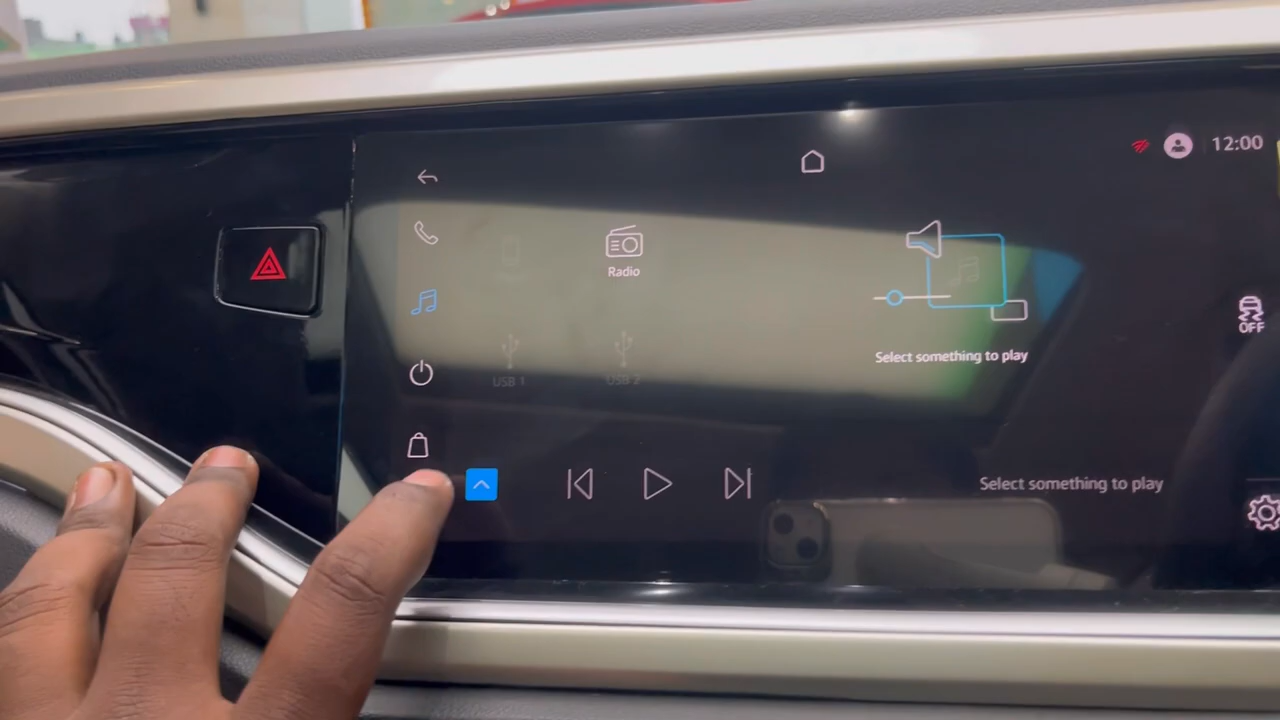 12:00
Radio
OFF
Select something to play
USB 1
USB 2
Select something to play